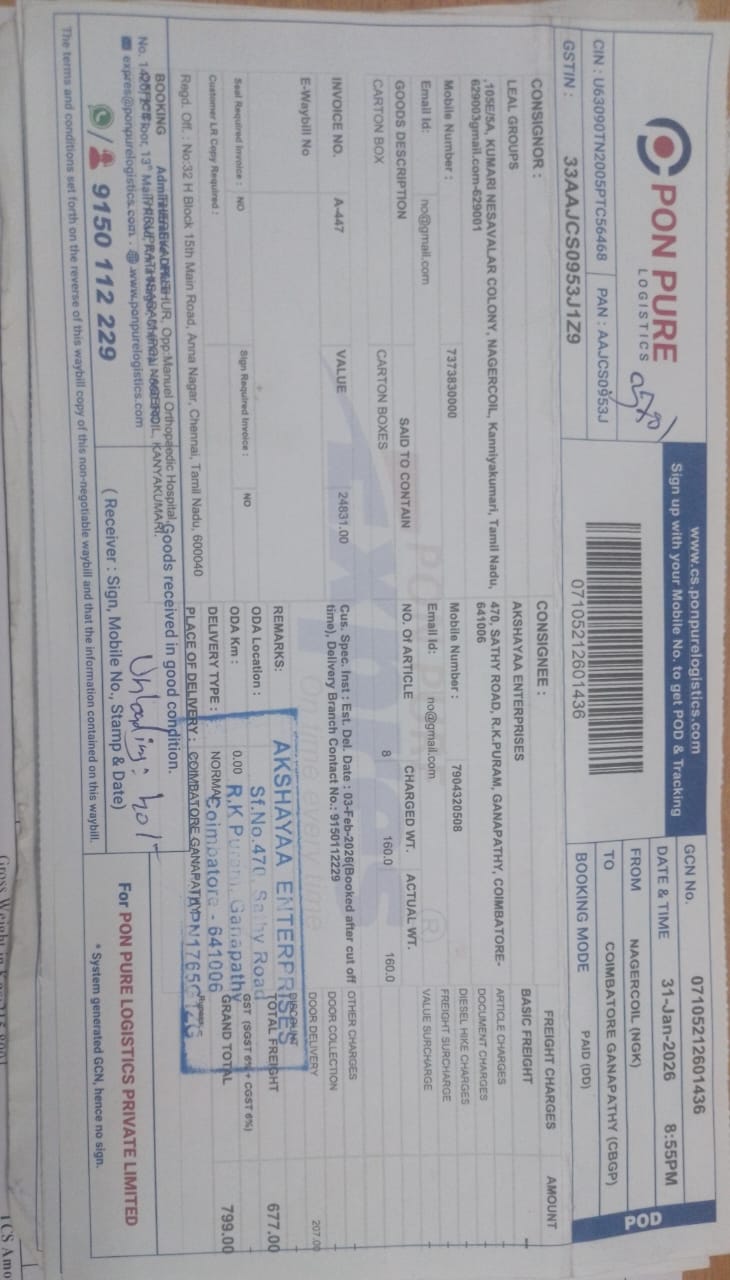 PON PURE
LOGISTICS
www.cs.ponpurelogistics.com
Sign up with your Mobile No. to get POD & Tracking
CIN : U63090TN2005PTC56468 PAN : AAJCS0953J
GSTIN : 33AAJCS0953J1Z9
07105212601436
GCN No. 07105212601436
DATE & TIME 31-Jan-2026 8:55PM
FROM NAGERCOIL (NGK)
TO COIMBATORE GANAPATHY (CBGP)
BOOKING MODE PAID (DD)
POD
CONSIGNOR :
LEAL GROUPS
,105E/5A, KUMARI NESAVALAR COLONY, NAGERCOIL, Kanniyakumari, Tamil Nadu,
629003gmail.com-629001
Mobile Number : 7373830000
Email Id: no@gmail.com
CONSIGNEE :
AKSHAYAA ENTERPRISES
470, SATHY ROAD, R.K.PURAM, GANAPATHY, COIMBATORE-
641006
Mobile Number : 7904320508
Email Id: no@gmail.com
GOODS DESCRIPTION SAID TO CONTAIN NO. Of ARTICLE CHARGED WT. ACTUAL WT.
CARTON BOX CARTON BOXES 8 160.0 160.0
INVOICE NO. A-447 VALUE 24831.00
E-Waybill No
Cus. Spec. Inst : Est. Del. Date : 03-Feb-2026(Booked after cut off
time), Delivery Branch Contact No.: 9150112229
REMARKS:
Seal Required Invoice : NO Sign Required Invoice : NO
Customer LR Copy Required :
ODA Location :
ODA Km : 0.00
DELIVERY TYPE : NORMAL
PLACE OF DELIVERY : COIMBATORE GANAPATHY
FREIGHT CHARGES AMOUNT
BASIC FREIGHT
ARTICLE CHARGES
DOCUMENT CHARGES
DIESEL HIKE CHARGES
FREIGHT SURCHARGE
VALUE SURCHARGE
OTHER CHARGES
DOOR COLLECTION
DOOR DELIVERY 207.00
DISCOUNT
TOTAL FREIGHT 677.00
GST (SGST 6%+ CGST 6%)
GRAND TOTAL 799.00
AKSHAYAA ENTERPRISES
Sf.No.470 Sathy Road
R.K Puram, Ganapathy
Coimbatore - 641006
Regd. Off. : No:32 H Block 15th Main Road, Anna Nagar, Chennai, Tamil Nadu, 600040
BOOKING
Opp:Manuel Orthopaedic Hospital,
KANYAKUMARI.
expres@ponpurelogistics.com - www.ponpurelogistics.com
9150 112 229
Goods received in good condition.
Unloading:
( Receiver : Sign, Mobile No., Stamp & Date)
For PON PURE LOGISTICS PRIVATE LIMITED
* System generated GCN, hence no sign.
The terms and conditions set forth on the reverse of this waybill copy of this non-negotiable waybill and that the information contained on this waybill.